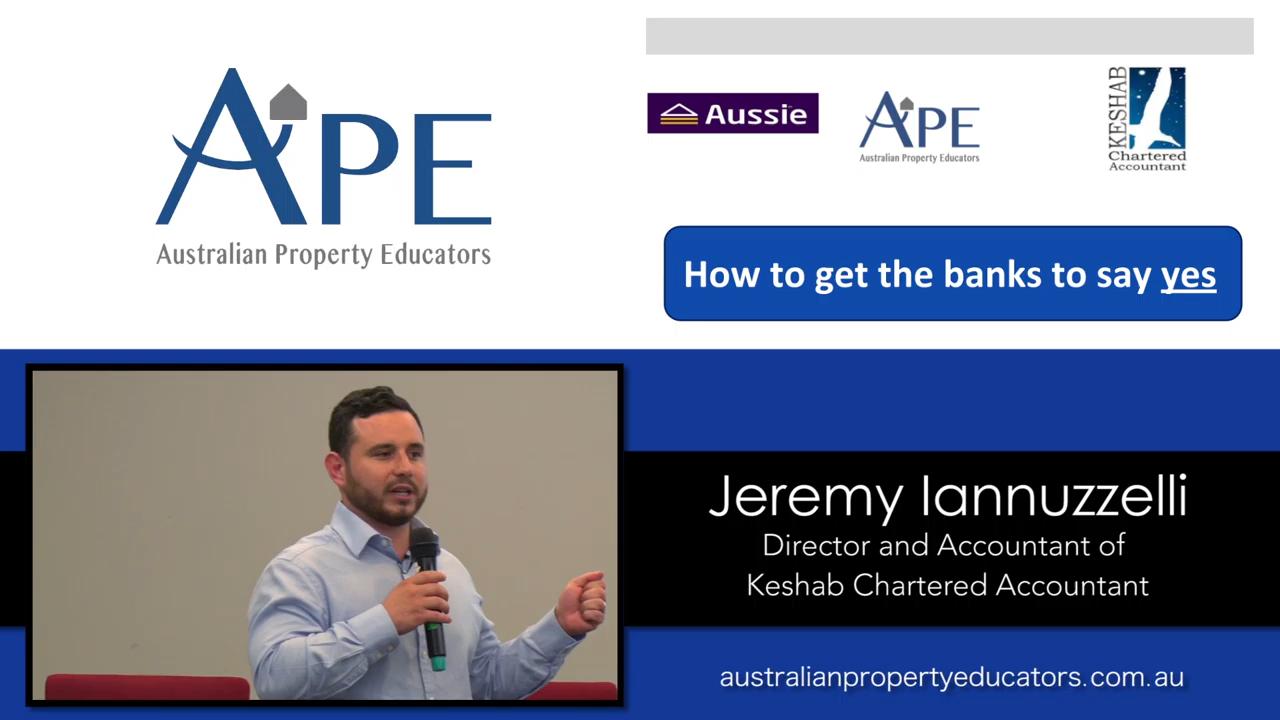 APE
Australian Property Educators
Aussie
APE
Australian Property Educators
KESHAB
Chartered
Accountant
How to get the banks to say yes
Jeremy Iannuzzelli
Director and Accountant of
Keshab Chartered Accountant
australianpropertyeducators.com.au